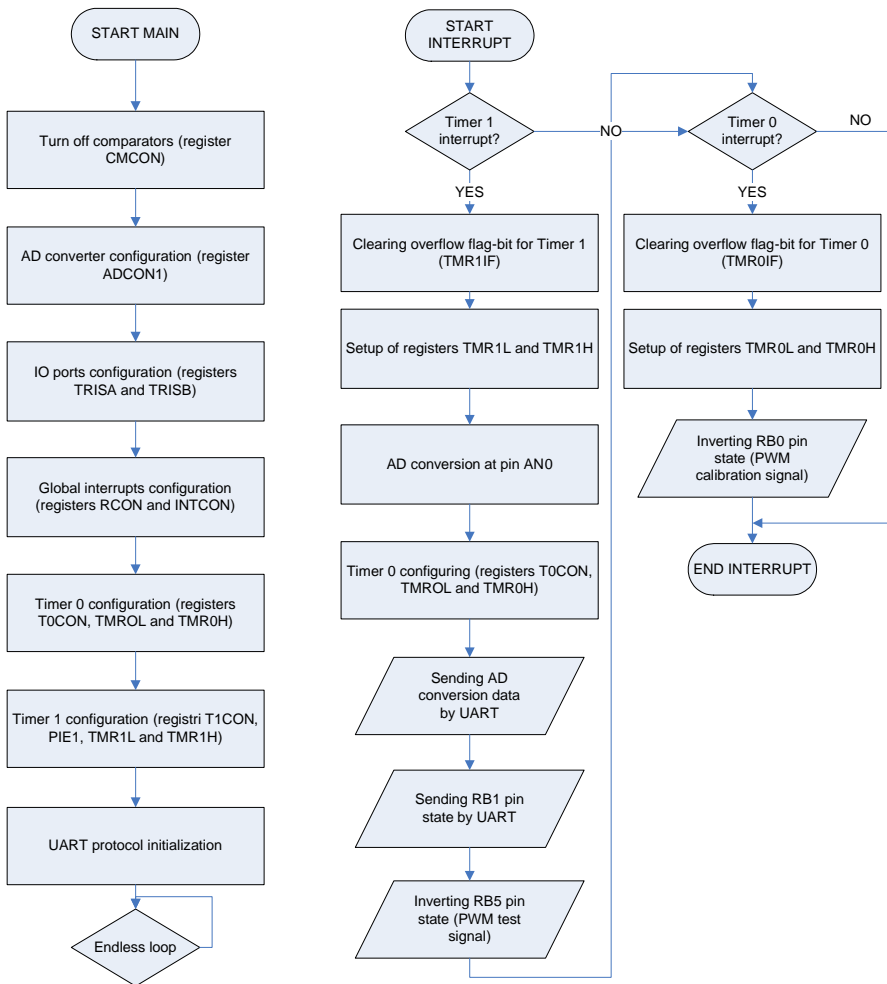 START MAIN
Turn off comparators (register
CMCON)
AD converter configuration (register
ADCON1)
IO ports configuration (registers
TRISA and TRISB)
Global interrupts configuration
(registers RCON and INTCON)
Timer 0 configuration (registers
T0CON, TMROL and TMR0H)
Timer 1 configuration (registri T1CON,
PIE1, TMR1L and TMR1H)
UART protocol initialization
Endless loop
START
INTERRUPT
Timer 1
interrupt?
NO
YES
Clearing overflow flag-bit for Timer 1
(TMR1IF)
Setup of registers TMR1L and TMR1H
AD conversion at pin AN0
Timer 0 configuring (registers T0CON,
TMROL and TMR0H)
Sending AD
conversion data
by UART
Sending RB1 pin
state by UART
Inverting RB5 pin
state (PWM test
signal)
Timer 0
interrupt?
NO
YES
Clearing overflow flag-bit for Timer 0
(TMR0IF)
Setup of registers TMR0L and TMR0H
Inverting RB0 pin
state (PWM
calibration signal)
END INTERRUPT